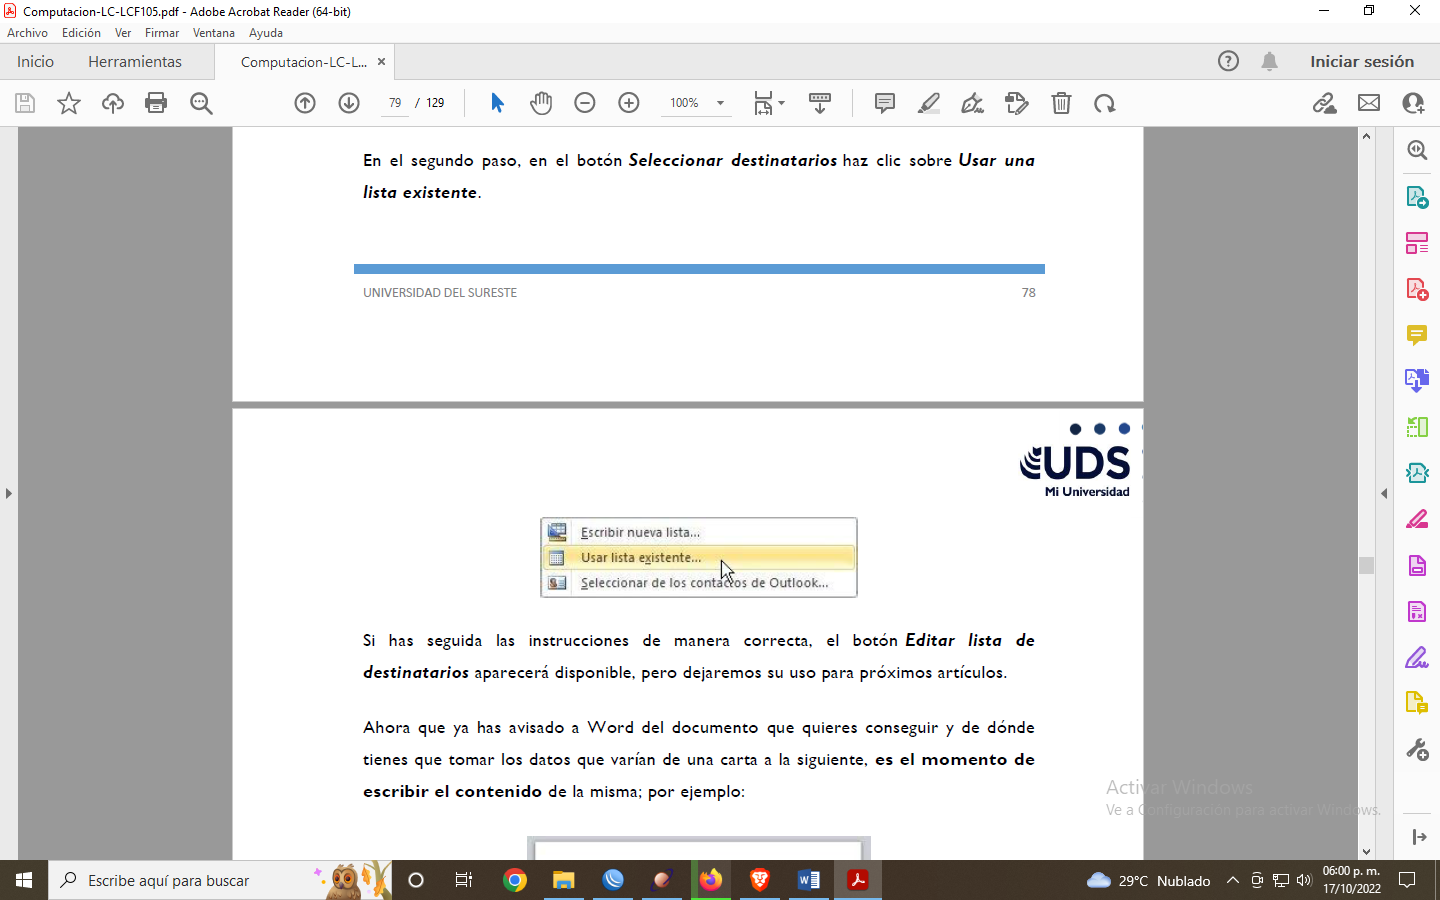 Computacion-LC-LCF105.pdf - Adobe Acrobat Reader (64-bit)
Archivo Edición Ver Firmar Ventana Ayuda
Inicio Herramientas Computacion-LC-L... Iniciar sesión
79 / 129 100%
En el segundo paso, en el botón Seleccionar destinatarios haz clic sobre Usar una
lista existente.
UNIVERSIDAD DEL SURESTE 78
UDS
Mi Universidad
Escribir nueva lista...
Usar lista existente...
Seleccionar de los contactos de Outlook...
Si has seguida las instrucciones de manera correcta, el botón Editar lista de
destinatarios aparecerá disponible, pero dejaremos su uso para próximos artículos.
Ahora que ya has avisado a Word del documento que quieres conseguir y de dónde
tienes que tomar los datos que varían de una carta a la siguiente, es el momento de
escribir el contenido de la misma; por ejemplo:
Activar Windows
Ve a Configuración para activar Windows.
Escribe aquí para buscar
29°C Nublado
06:00 p. m.
17/10/2022